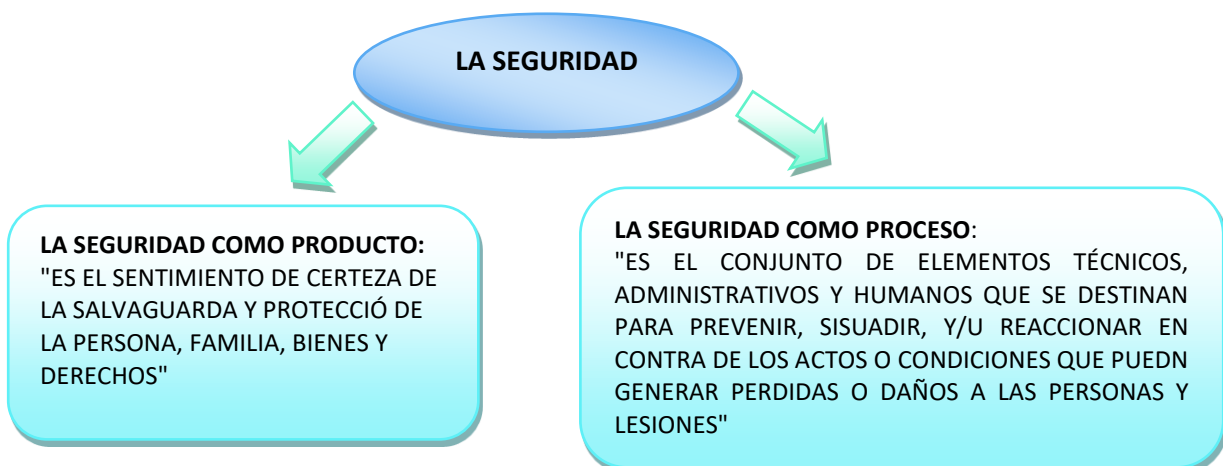 LA SEGURIDAD
LA SEGURIDAD COMO PRODUCTO:
"ES EL SENTIMIENTO DE CERTEZA DE
LA SALVAGUARDA Y PROTECCIÓ DE
LA PERSONA, FAMILIA, BIENES Y
DERECHOS"
LA SEGURIDAD COMO PROCESO:
"ES EL CONJUNTO DE ELEMENTOS TÉCNICOS,
ADMINISTRATIVOS Y HUMANOS QUE SE DESTINAN
PARA PREVENIR, SISUADIR, Y/U REACCIONAR EN
CONTRA DE LOS ACTOS O CONDICIONES QUE PUEDN
GENERAR PERDIDAS O DAÑOS A LAS PERSONAS Y
LESIONES"